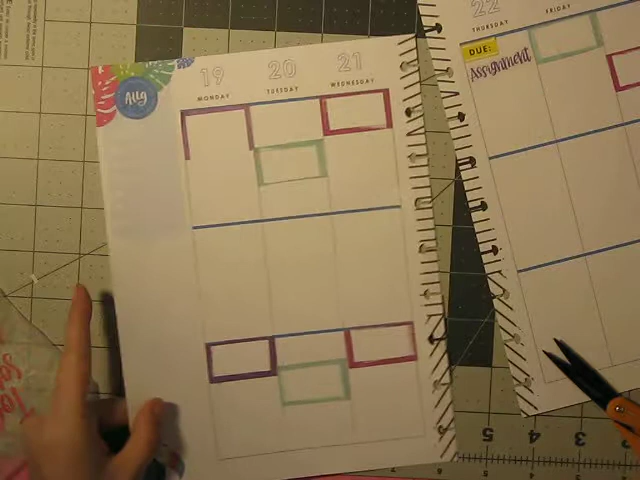 Aug
19
MONDAY
20
TUESDAY
21
WEDNESDAY
22
THURSDAY
FRIDAY
DUE:
Assignment
5
4
3